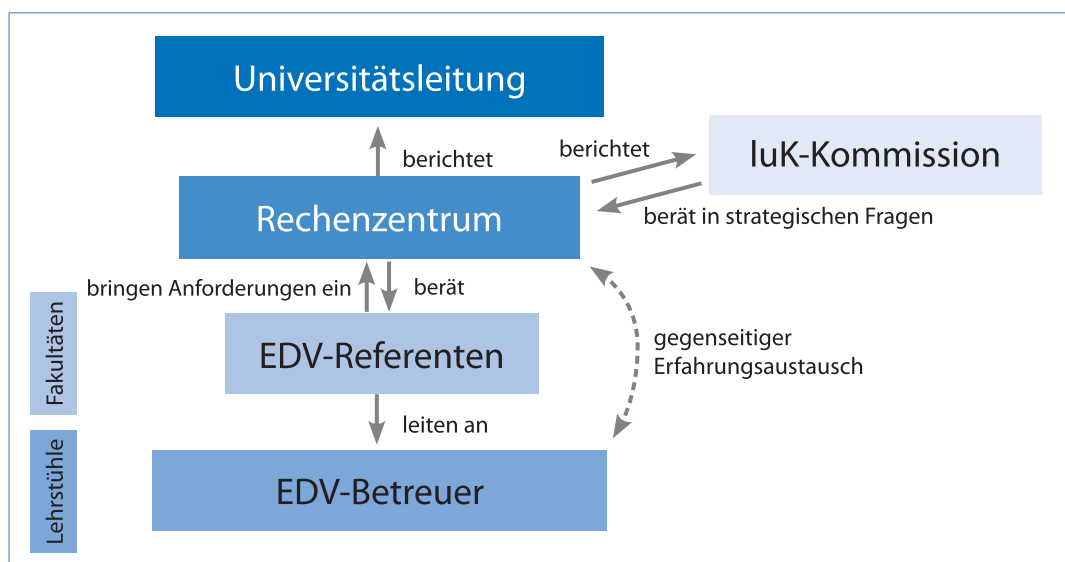 Universitätsleitung
berichtet
berichtet
IuK-Kommission
Rechenzentrum
berät in strategischen Fragen
bringen Anforderungen ein
berät
Fakultäten
EDV-Referenten
gegenseitiger
Erfahrungsaustausch
leiten an
Lehrstühle
EDV-Betreuer